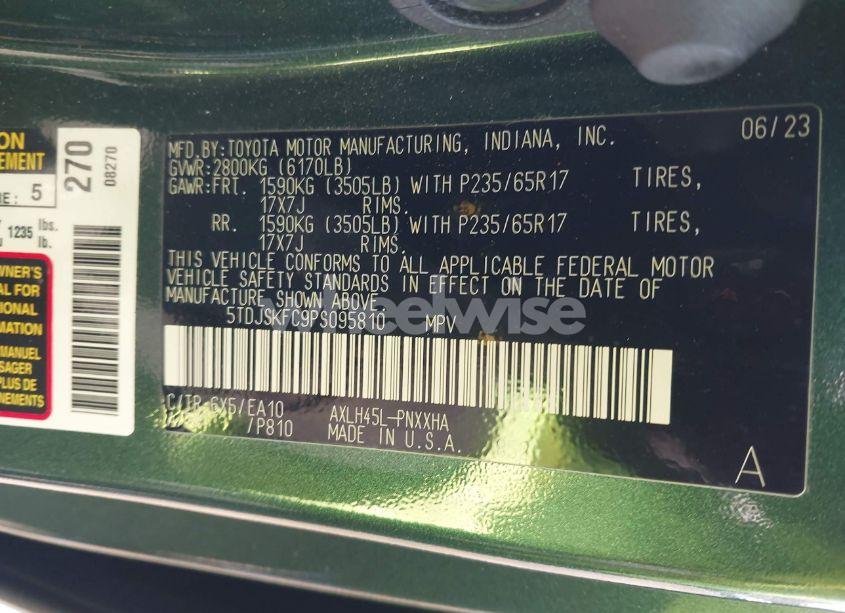 ON
EMENT
E: 5
270
08270
1235 lbs.
lb.
WNER'S
AL FOR
IONAL
MATION
MANUEL
SAGER
PLUS DE
NEMENTS
MFD. BY: TOYOTA MOTOR MANUFACTURING, INDIANA, INC. 06/23
GVWR: 2800KG (6170LB)
GAWR: FRT. 1590KG (3505LB) WITH P235/65R17 TIRES,
17X7J RIMS.
RR. 1590KG (3505LB) WITH P235/65R17 TIRES,
17X7J RIMS.
THIS VEHICLE CONFORMS TO ALL APPLICABLE FEDERAL MOTOR
VEHICLE SAFETY STANDARDS IN EFFECT ON THE DATE OF
MANUFACTURE SHOWN ABOVE.
wheelwise
5TDJSKFC9PS095810 MPV
C/TR 6X5/EA10 AXLH45L-PNXXHA
/P810 MADE IN U.S.A.
A